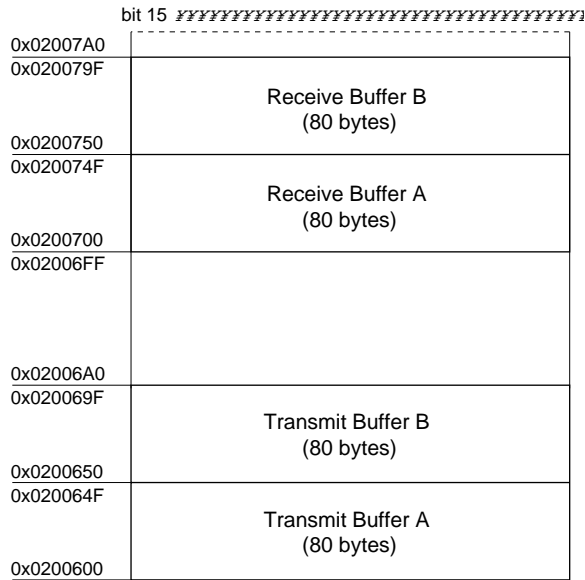 bit 15
0x02007A0
0x020079F
Receive Buffer B
(80 bytes)
0x0200750
0x020074F
Receive Buffer A
(80 bytes)
0x0200700
0x02006FF
0x02006A0
0x020069F
Transmit Buffer B
(80 bytes)
0x0200650
0x020064F
Transmit Buffer A
(80 bytes)
0x0200600